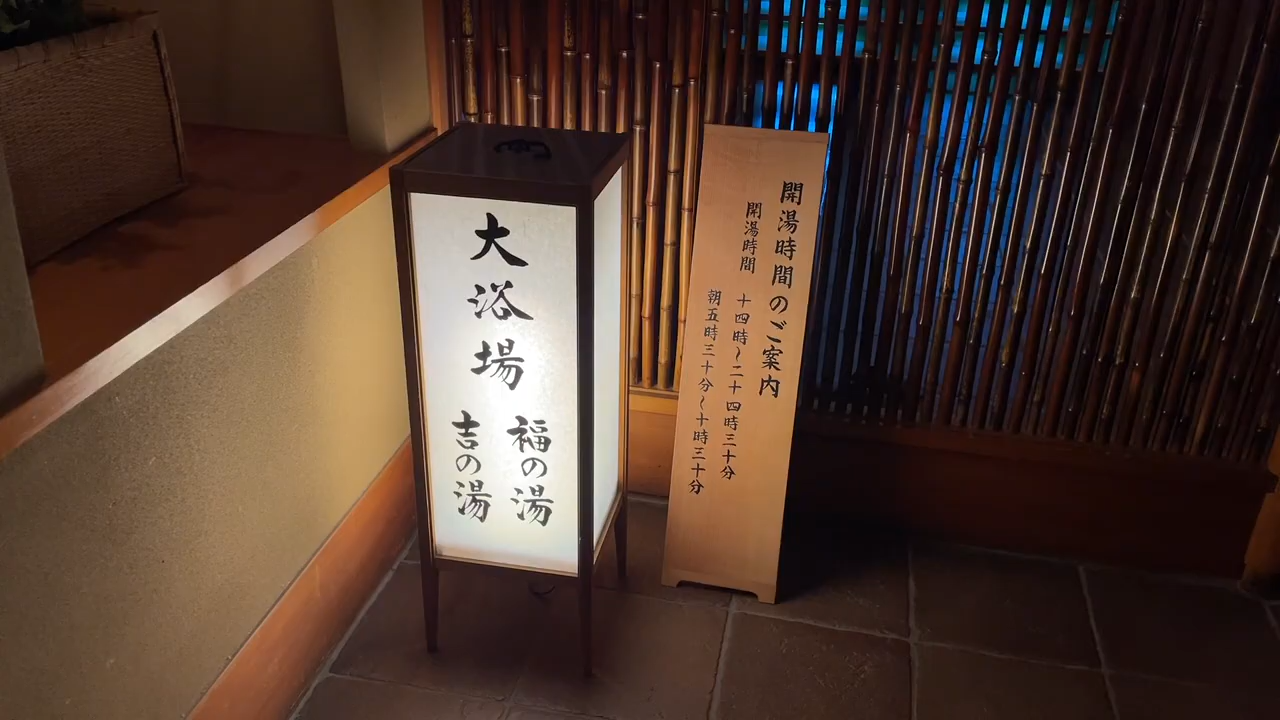 大浴場
福の湯
吉の湯
開湯時間のご案内
開湯時間 十四時～二十四時三十分
朝五時三十分～十時三十分